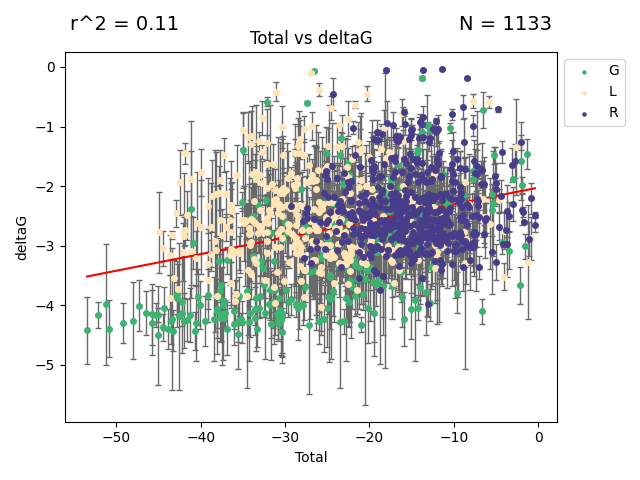 r^2 = 0.11
N = 1133
Total vs deltaG
G
L
R
0
−1
−2
−3
−4
−5
deltaG
−50
−40
−30
−20
−10
0
Total